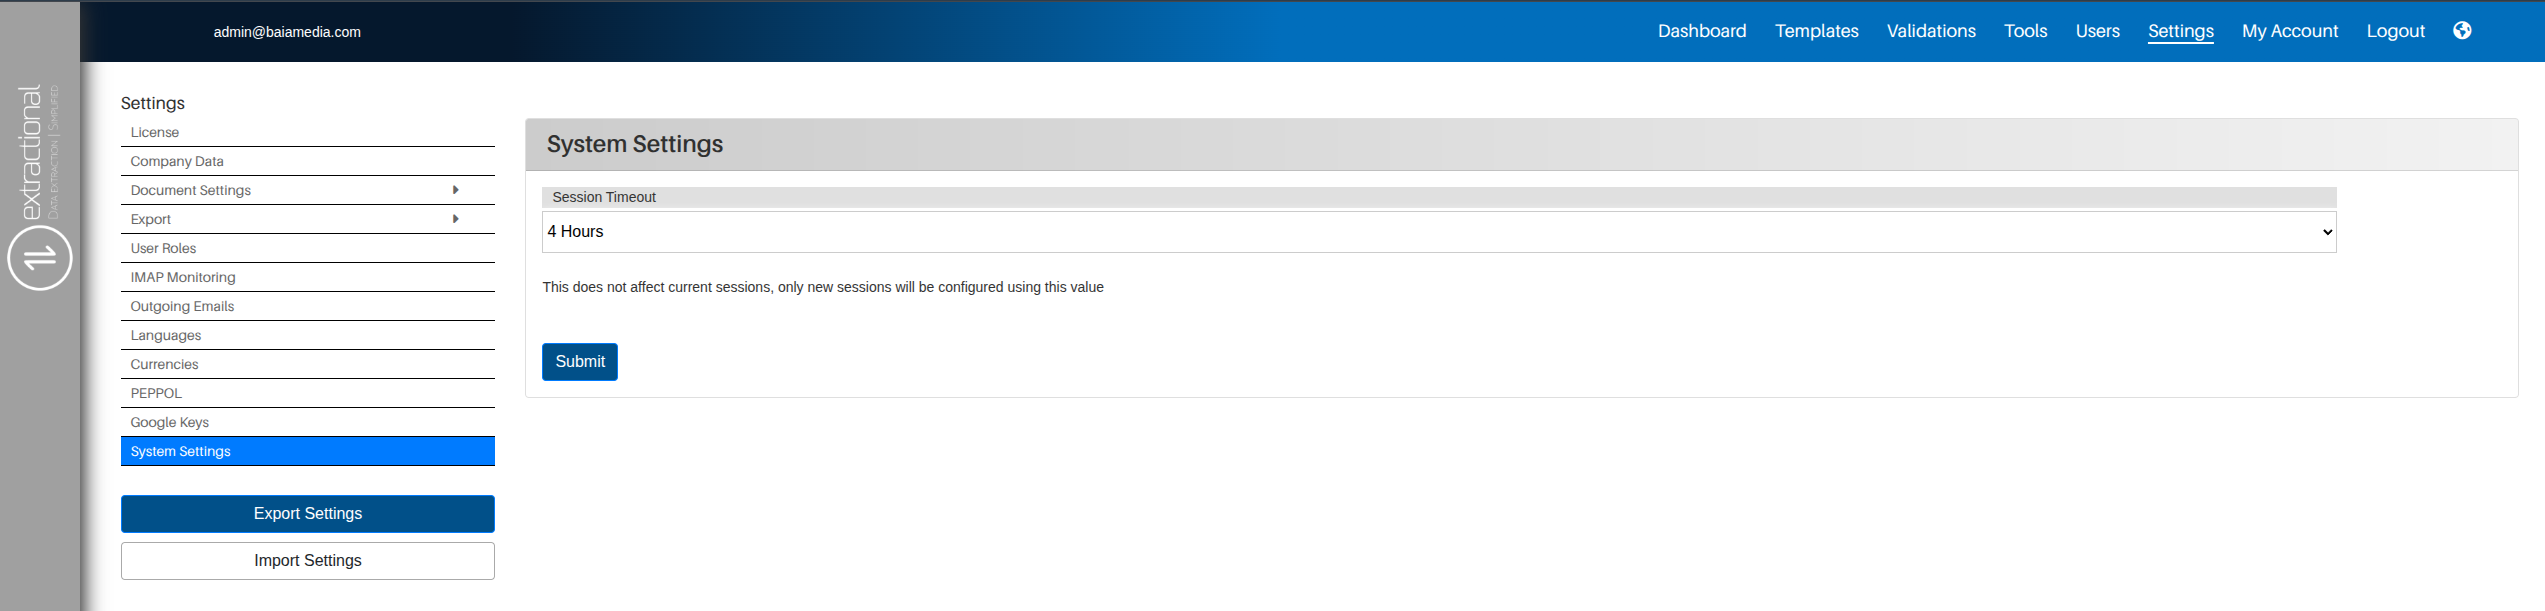 admin@baiamedia.com
Dashboard Templates Validations Tools Users Settings My Account Logout
extractional
DATA EXTRACTION | SIMPLIFIED
Settings
License
Company Data
Document Settings
Export
User Roles
IMAP Monitoring
Outgoing Emails
Languages
Currencies
PEPPOL
Google Keys
System Settings
Export Settings
Import Settings
System Settings
Session Timeout
4 Hours
This does not affect current sessions, only new sessions will be configured using this value
Submit